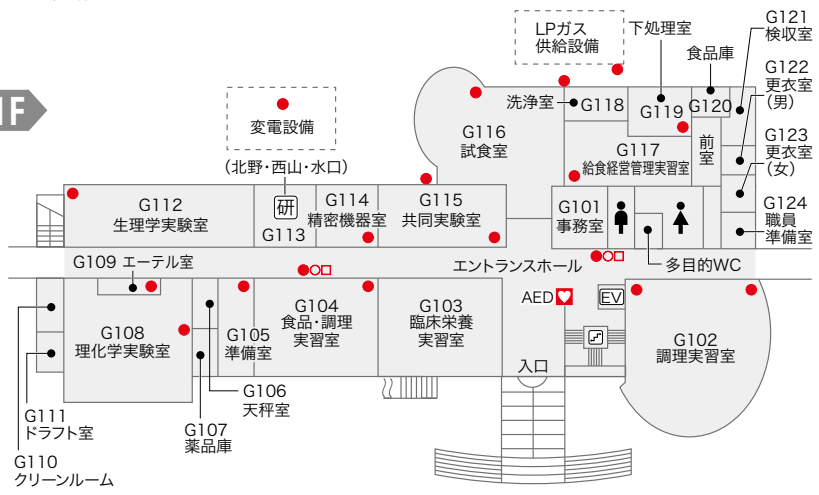 1F
LPガス
供給設備
下処理室
食品庫
G121
検収室
G122
更衣室
(男)
G123
更衣室
(女)
G124
職員
準備室
変電設備
(北野・西山・水口)
研
G113
G112
生理学実験室
G114
精密機器室
G115
共同実験室
G116
試食室
洗浄室
G118
G119
G120
G117
給食経営管理実習室
前室
G101
事務室
多目的WC
エントランスホール
G109 エーテル室
G108
理化学実験室
G105
準備室
G104
食品・調理
実習室
G103
臨床栄養
実習室
AED
EV
入口
G102
調理実習室
G106
天秤室
G107
薬品庫
G111
ドラフト室
G110
クリーンルーム